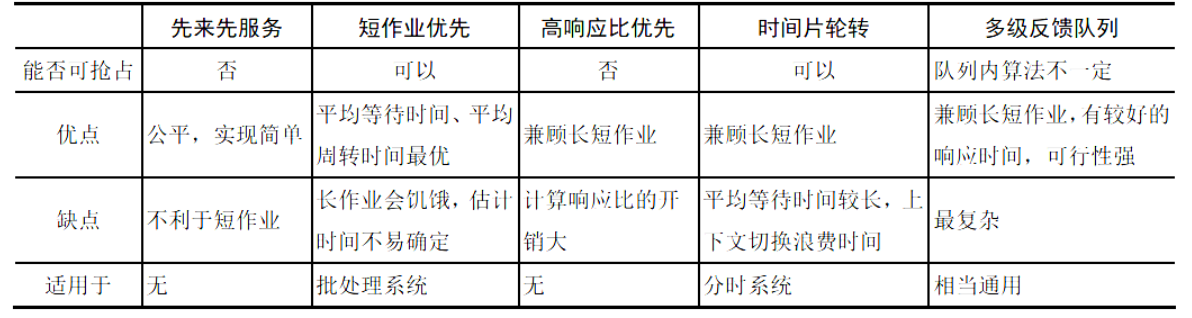 先来先服务 短作业优先 高响应比优先 时间片轮转 多级反馈队列
能否可抢占 否 可以 否 可以 队列内算法不一定
优点 公平，实现简单 平均等待时间、平均周转时间最优 兼顾长短作业 兼顾长短作业 兼顾长短作业，有较好的响应时间，可行性强
缺点 不利于短作业 长作业会饥饿，估计时间不易确定 计算响应比的开销大 平均等待时间较长，上下文切换浪费时间 最复杂
适用于 无 批处理系统 无 分时系统 相当通用